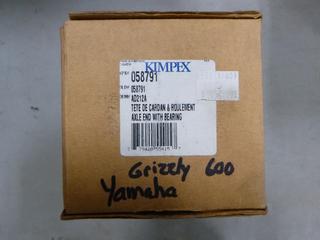 KIMPEX
058791
058791
AD212A
TETE DE CARDAN & ROULEMENT
AXLE END WITH BEARING
Grizzly 600
Yamaha